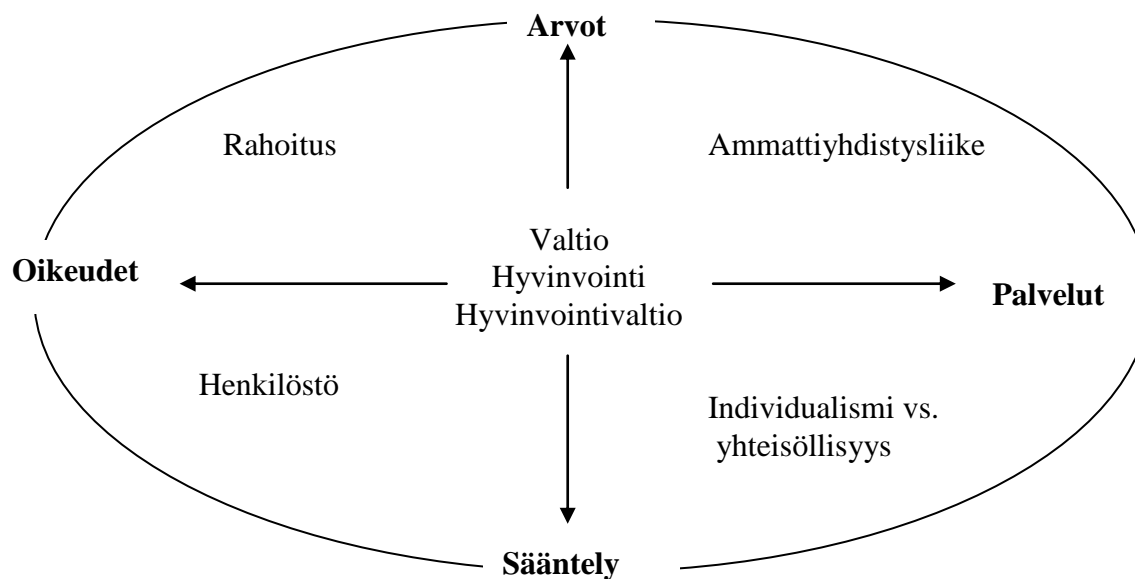 Arvot
Rahoitus
Ammattiyhdistysliike
Valtio
Hyvinvointi
Hyvinvointivaltio
Oikeudet
Palvelut
Henkilöstö
Individualismi vs.
yhteisöllisyys
Sääntely